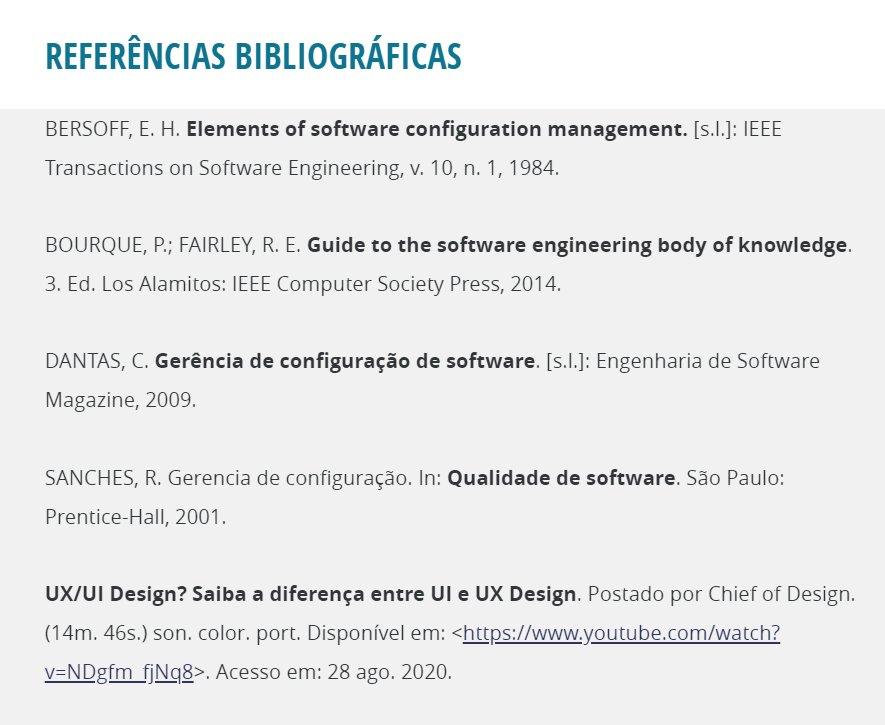 REFERÊNCIAS BIBLIOGRÁFICAS
BERSOFF, E. H. Elements of software configuration management. [s.l.]: IEEE
Transactions on Software Engineering, v. 10, n. 1, 1984.
BOURQUE, P.; FAIRLEY, R. E. Guide to the software engineering body of knowledge.
3. Ed. Los Alamitos: IEEE Computer Society Press, 2014.
DANTAS, C. Gerência de configuração de software. [s.l.]: Engenharia de Software
Magazine, 2009.
SANCHES, R. Gerencia de configuração. In: Qualidade de software. São Paulo:
Prentice-Hall, 2001.
UX/UI Design? Saiba a diferença entre UI e UX Design. Postado por Chief of Design.
(14m. 46s.) son. color. port. Disponível em: <https://www.youtube.com/watch?
v=NDgfm_fjNq8>. Acesso em: 28 ago. 2020.